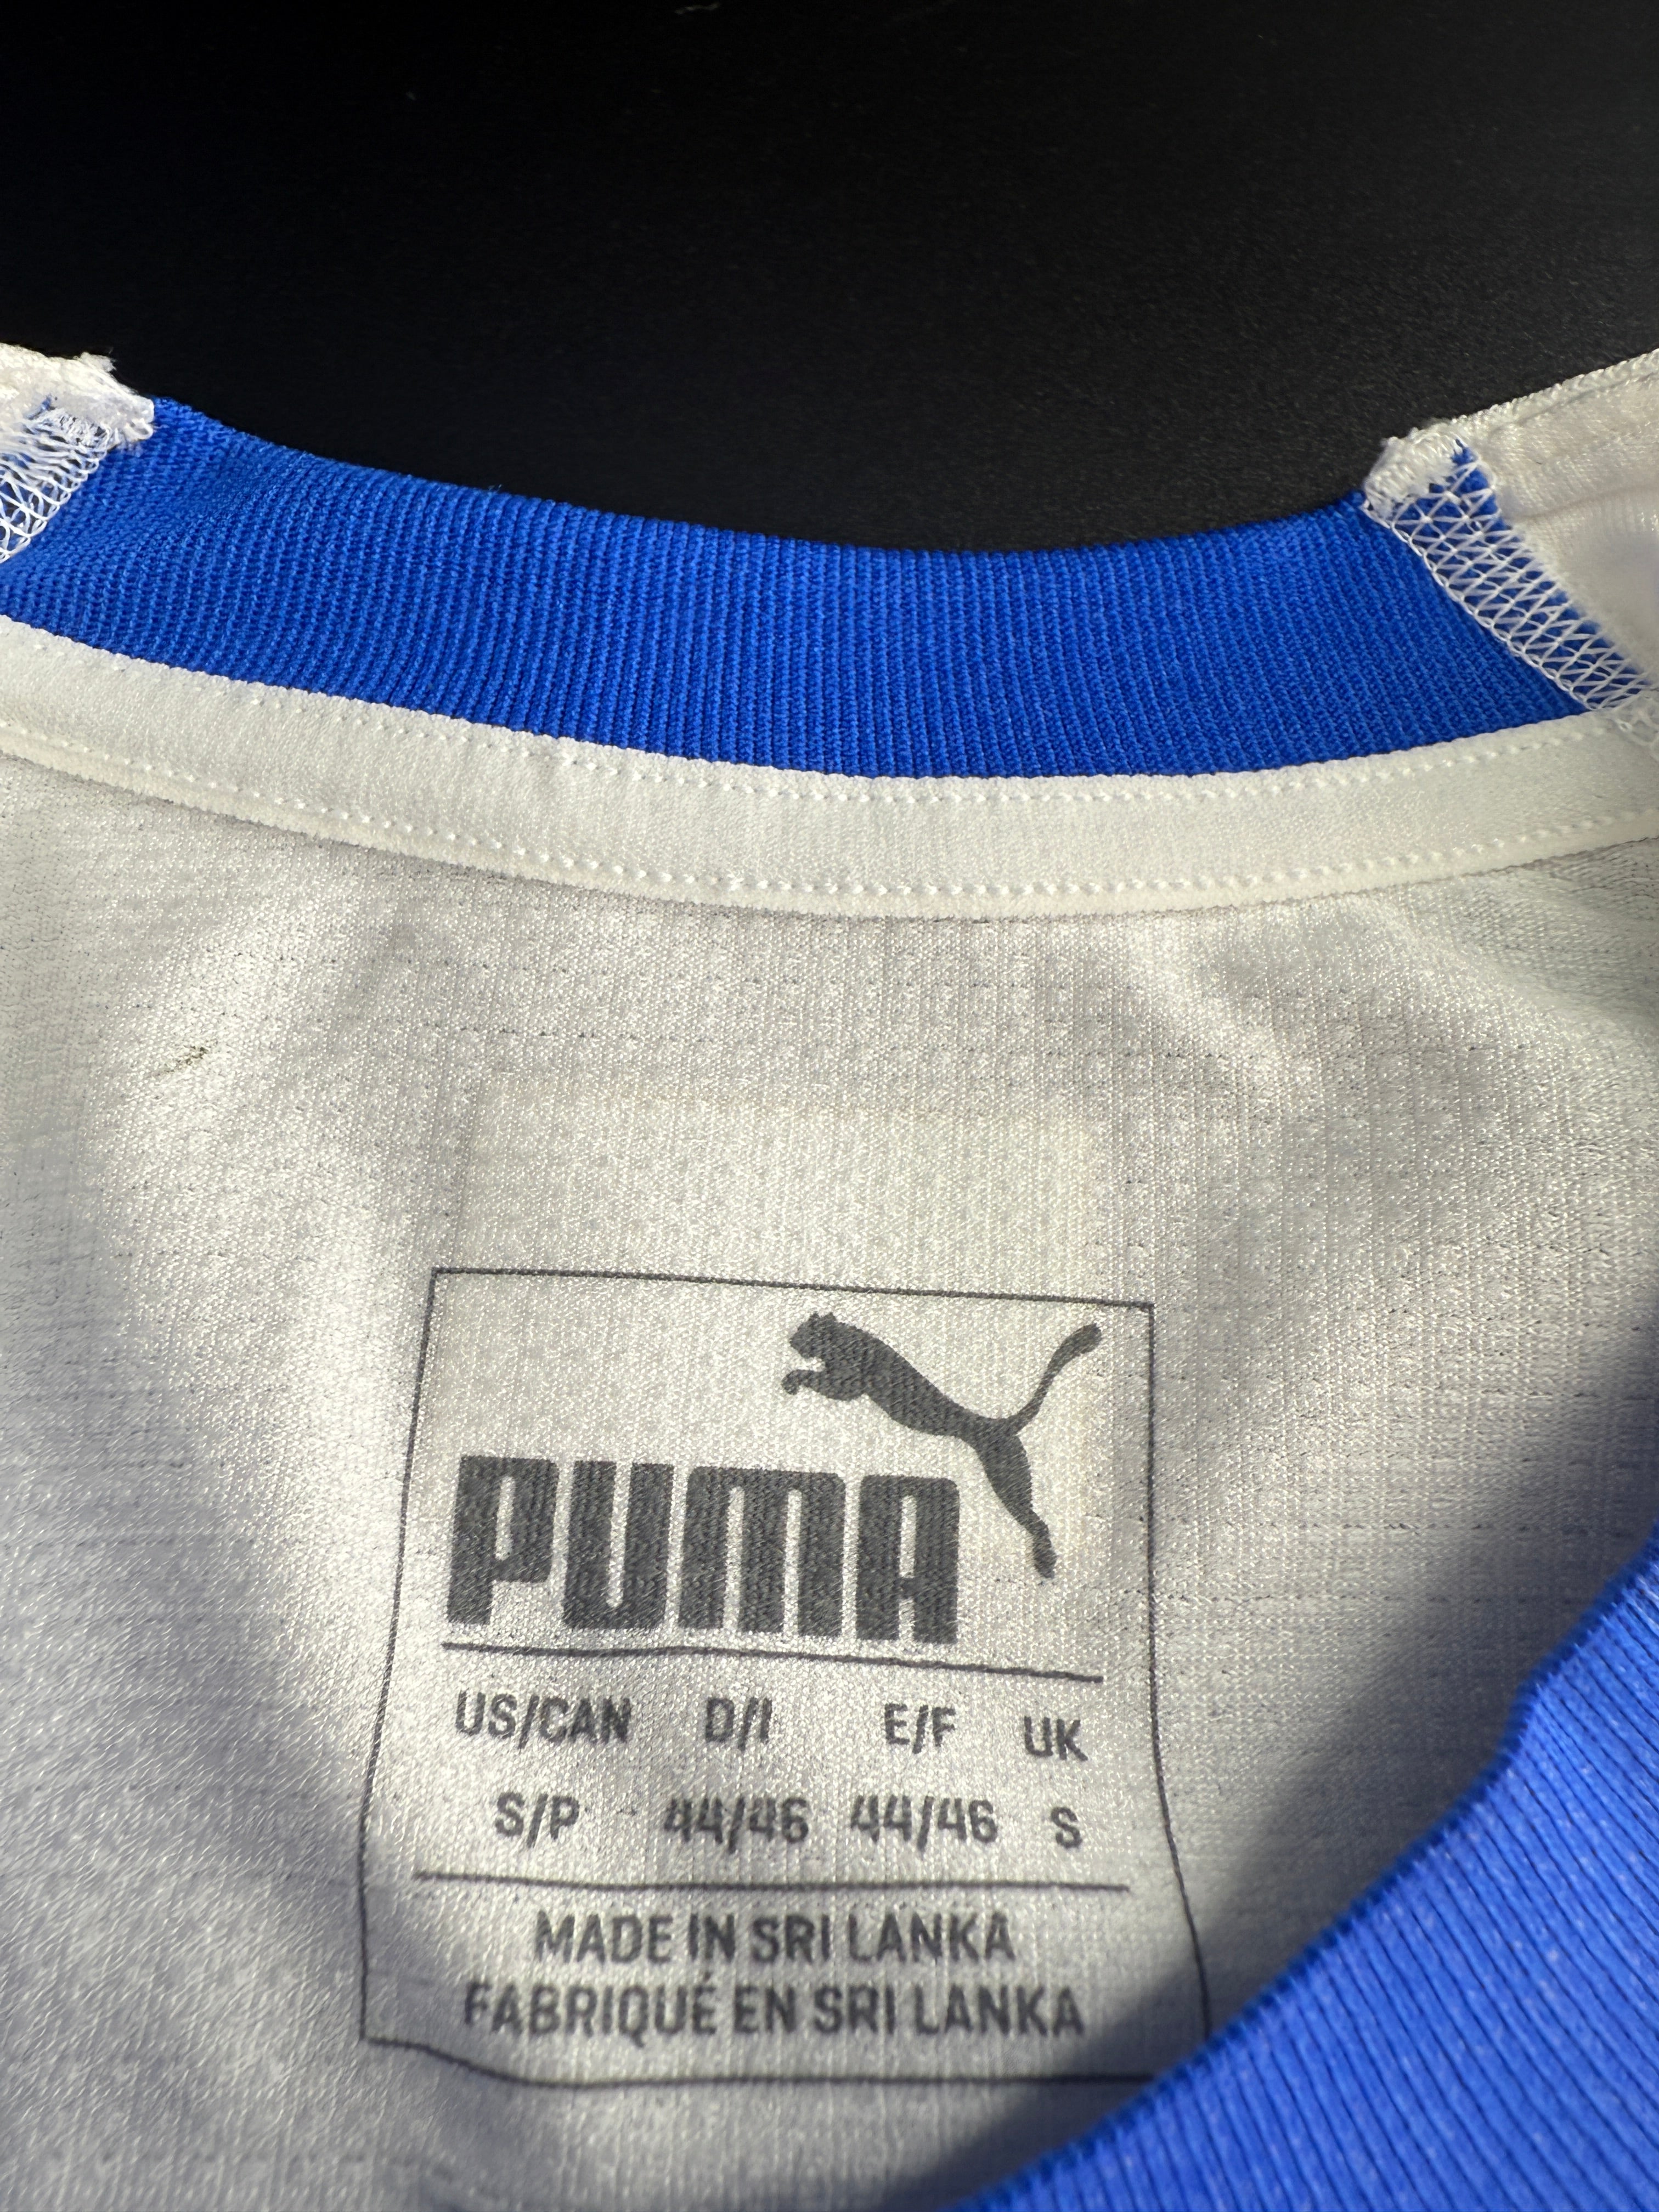 PUMA
US/CAN D/I E/F UK
S/P 44/46 44/46 S
MADE IN SRI LANKA
FABRIQUÉ EN SRI LANKA